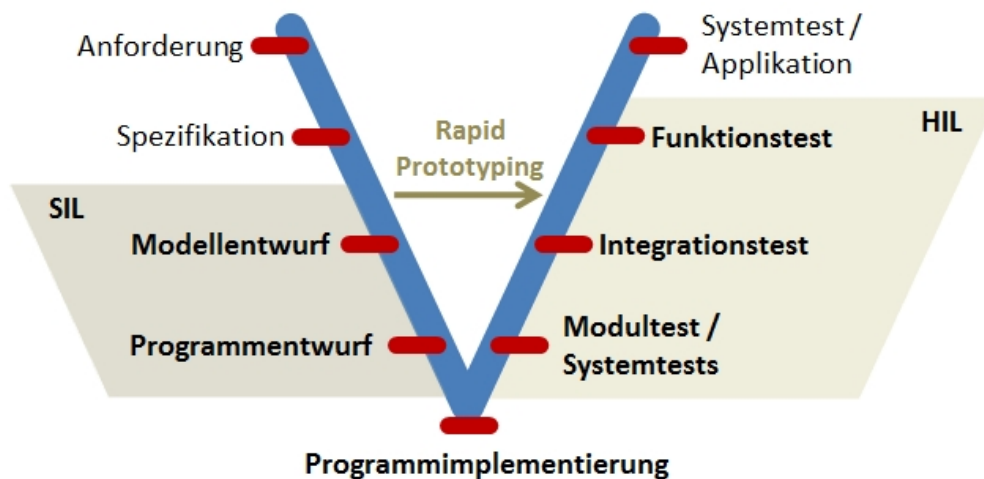 Anforderung
Systemtest /
Applikation
Spezifikation
Rapid
Prototyping
Funktionstest
HIL
SIL
Modellentwurf
Integrationstest
Programmentwurf
Modultest /
Systemtests
Programmimplementierung